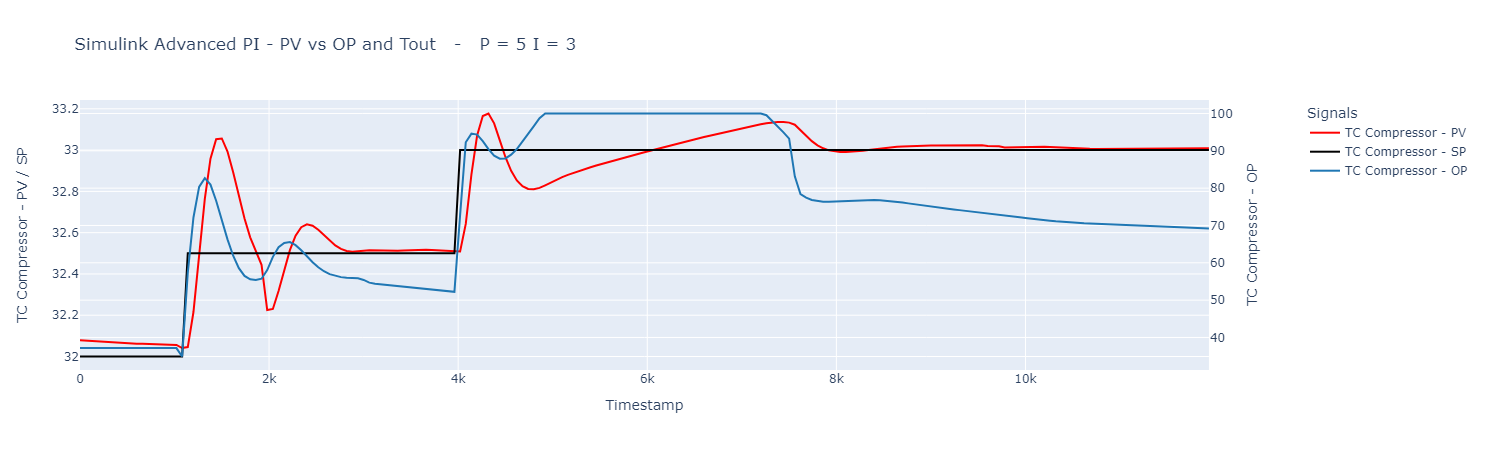 Simulink Advanced PI - PV vs OP and Tout - P = 5 I = 3
TC Compressor - PV / SP
33.2
33
32.8
32.6
32.4
32.2
32
0
2k
4k
6k
8k
10k
Timestamp
100
90
80
70
60
50
40
TC Compressor - OP
Signals
TC Compressor - PV
TC Compressor - SP
TC Compressor - OP